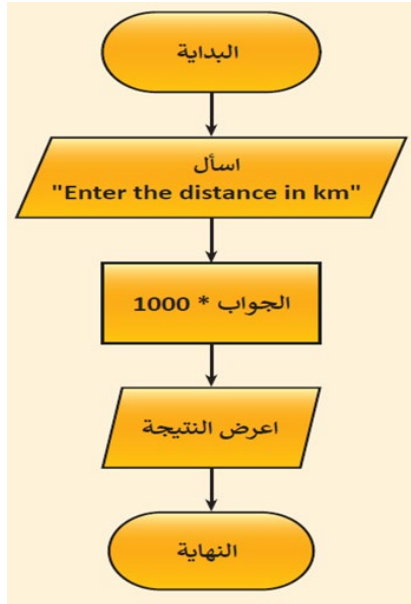 البداية
اسأل
"Enter the distance in km"
الجواب * 1000
اعرض النتيجة
النهاية